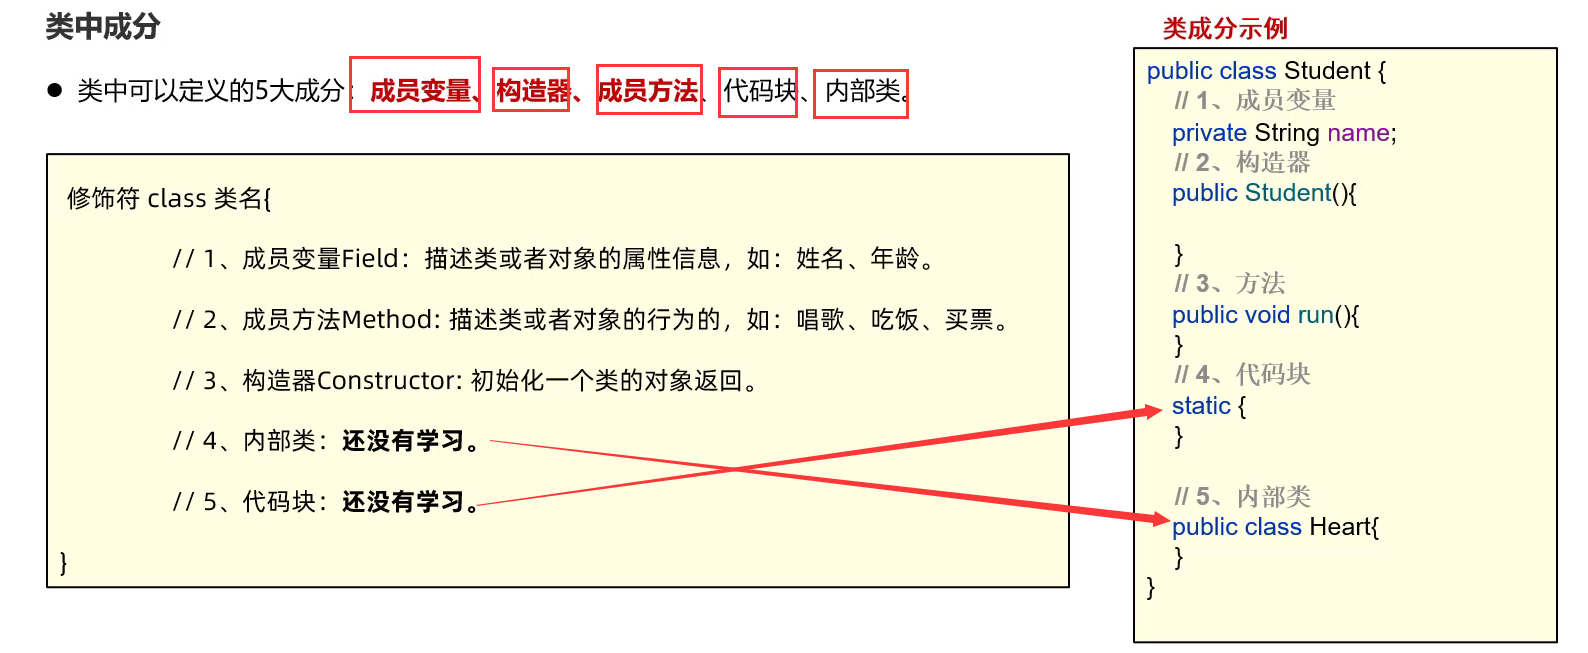 类中成分
● 类中可以定义的5大成分：成员变量、构造器、成员方法、代码块、内部类。
修饰符 class 类名{
// 1、成员变量Field：描述类或者对象的属性信息，如：姓名、年龄。
// 2、成员方法Method: 描述类或者对象的行为的，如：唱歌、吃饭、买票。
// 3、构造器Constructor: 初始化一个类的对象返回。
// 4、内部类：还没有学习。
// 5、代码块：还没有学习。
}
类成分示例
public class Student {
// 1、成员变量
private String name;
// 2、构造器
public Student(){
}
// 3、方法
public void run(){
}
// 4、代码块
static {
}
// 5、内部类
public class Heart{
}
}